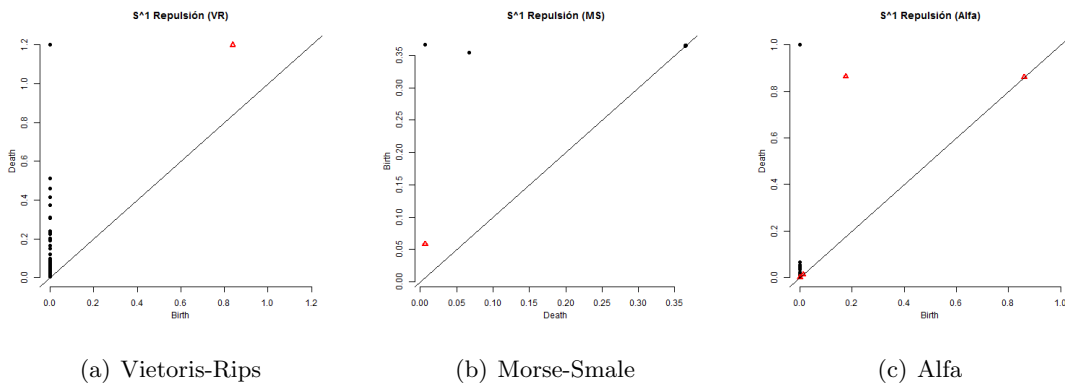 S^1 Repulsión (VR)
Death
0.0 0.2 0.4 0.6 0.8 1.0 1.2
0.0 0.2 0.4 0.6 0.8 1.0 1.2
Birth
(a) Vietoris-Rips
S^1 Repulsión (MS)
Birth
0.00 0.05 0.10 0.15 0.20 0.25 0.30 0.35
0.00 0.05 0.10 0.15 0.20 0.25 0.30 0.35
Death
(b) Morse-Smale
S^1 Repulsión (Alfa)
Death
0.0 0.2 0.4 0.6 0.8 1.0
0.0 0.2 0.4 0.6 0.8 1.0
Birth
(c) Alfa